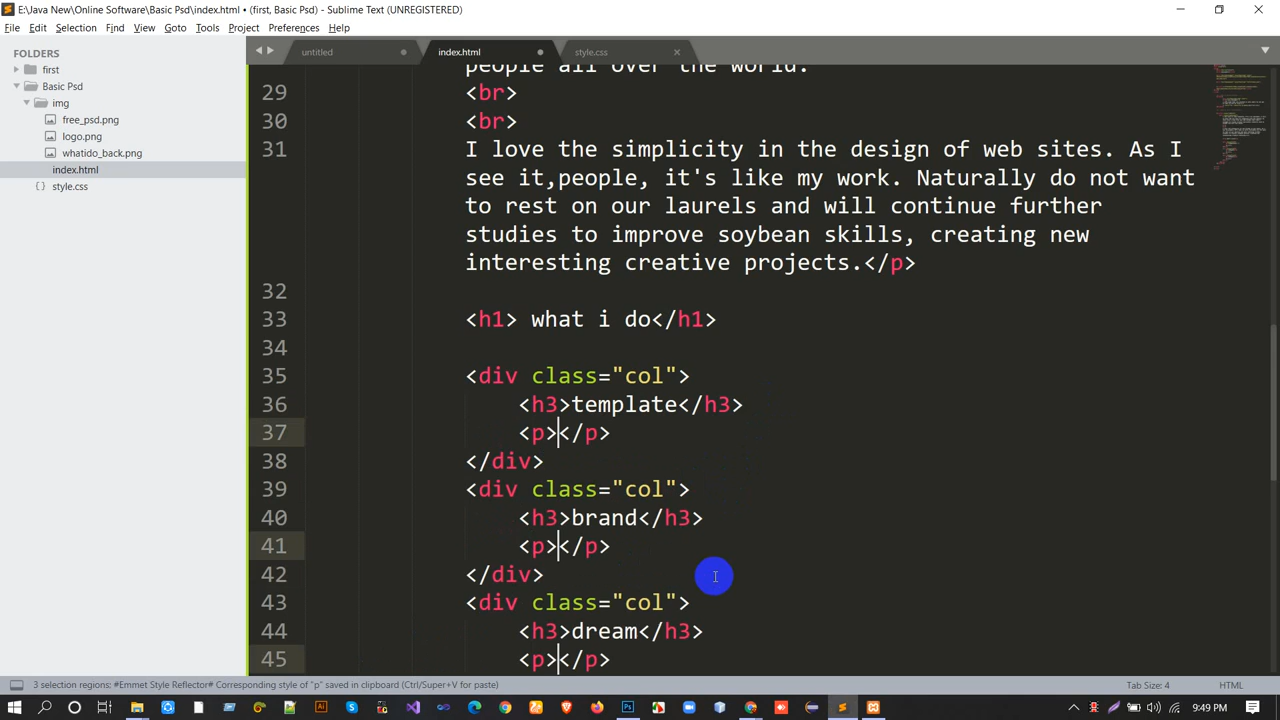 E:\Java New\Online Software\Basic Psd\index.html • (first, Basic Psd) - Sublime Text (UNREGISTERED)
File Edit Selection Find View Goto Tools Project Preferences Help
FOLDERS
first
Basic Psd
img
free_psd.png
logo.png
whatido_back.png
index.html
style.css
untitled
index.html
style.css
people all over the world.
29 <br>
30 <br>
31 I love the simplicity in the design of web sites. As I
see it,people, it's like my work. Naturally do not want
to rest on our laurels and will continue further
studies to improve soybean skills, creating new
interesting creative projects.</p>
32
33 <h1> what i do</h1>
34
35 <div class="col">
36 <h3>template</h3>
37 <p></p>
38 </div>
39 <div class="col">
40 <h3>brand</h3>
41 <p></p>
42 </div>
43 <div class="col">
44 <h3>dream</h3>
45 <p></p>
3 selection regions: #Emmet Style Reflector# Corresponding style of "p" saved in clipboard (Ctrl/Super+V for paste)
Tab Size: 4
HTML
9:49 PM